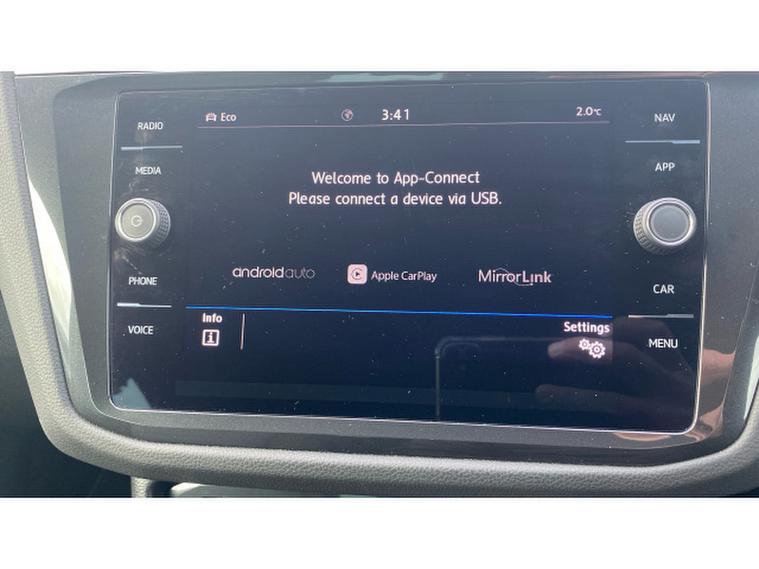 RADIO
MEDIA
PHONE
VOICE
Eco 3:41 2.0°C
Welcome to App-Connect
Please connect a device via USB.
androidauto Apple CarPlay MirrorLink
Info Settings
NAV
APP
CAR
MENU